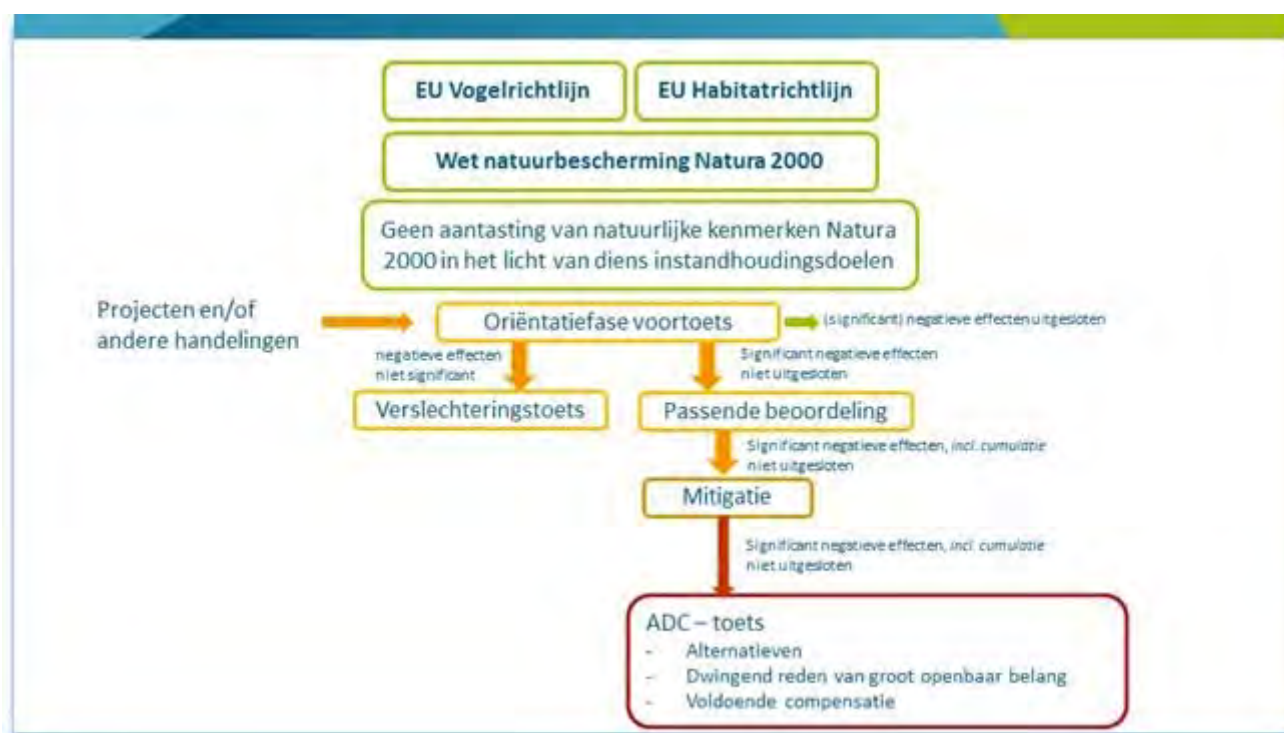 EU Vogelrichtlijn
EU Habitatrichtlijn
Wet natuurbescherming Natura 2000
Geen aantasting van natuurlijke kenmerken Natura
2000 in het licht van diens instandhoudingsdoelen
Projecten en/of
andere handelingen
Oriëntatiefase voortoets
(significant) negatieve effecten uitgesloten
negatieve effecten
niet significant
Significant negatieve effecten
niet uitgesloten
Verslechteringstoets
Passende beoordeling
Significant negatieve effecten, incl. cumulatie
niet uitgesloten
Mitigatie
Significant negatieve effecten, incl. cumulatie
niet uitgesloten
ADC – toets
- Alternatieven
- Dwingend reden van groot openbaar belang
- Voldoende compensatie